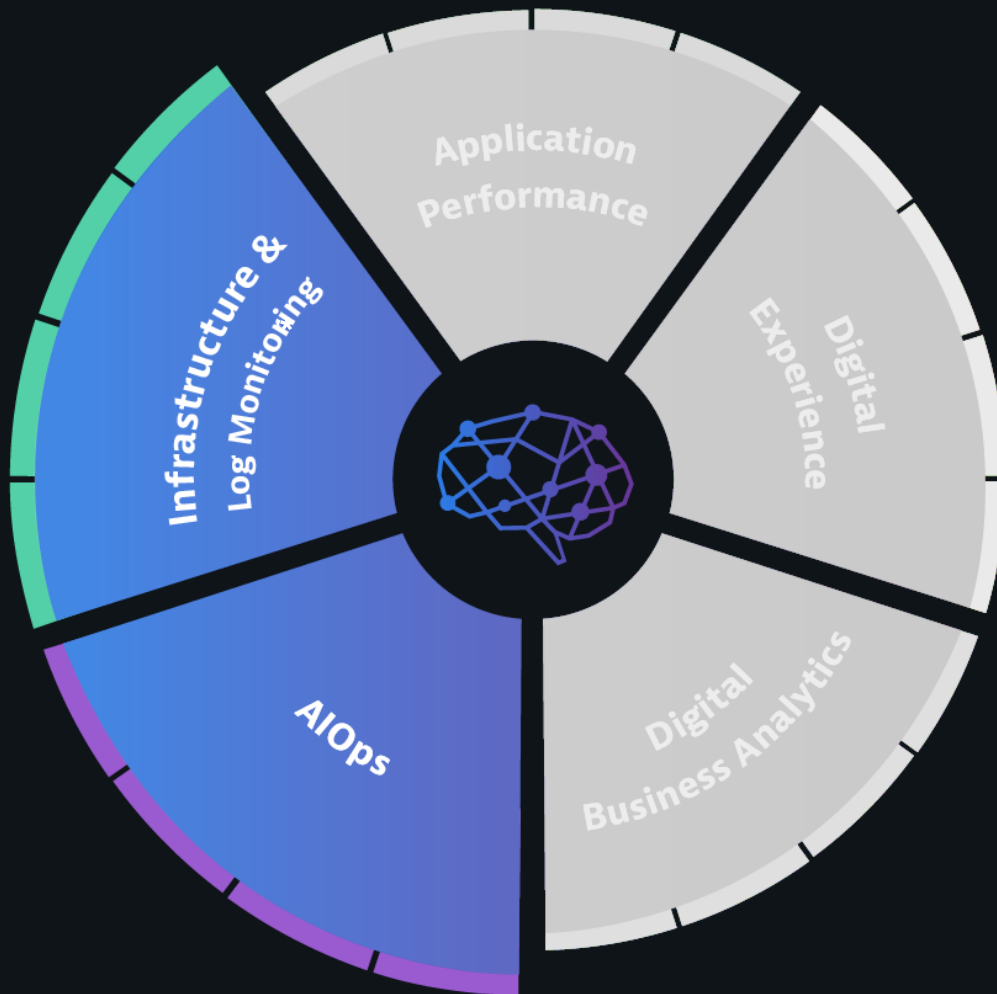 Application
Performance
Digital
Experience
Digital
Business Analytics
AIOps
Infrastructure &
Log Monitoring